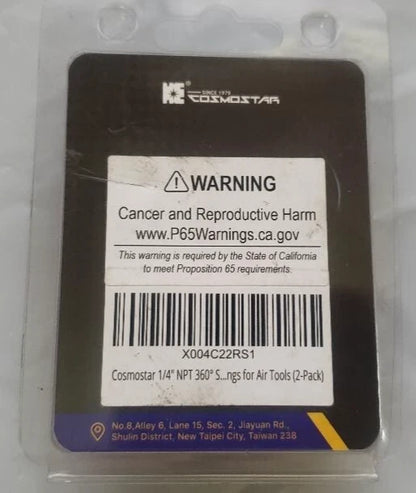 KE®
SINCE 1979
COSMOSTAR
⚠WARNING
Cancer and Reproductive Harm
www.P65Warnings.ca.gov
This warning is required by the State of California
to meet Proposition 65 requirements.
X004C22RS1
Cosmostar 1/4" NPT 360° S...ngs for Air Tools (2-Pack)
No.8,Alley 6, Lane 15, Sec. 2, Jiayuan Rd.,
Shulin District, New Taipei City, Taiwan 238